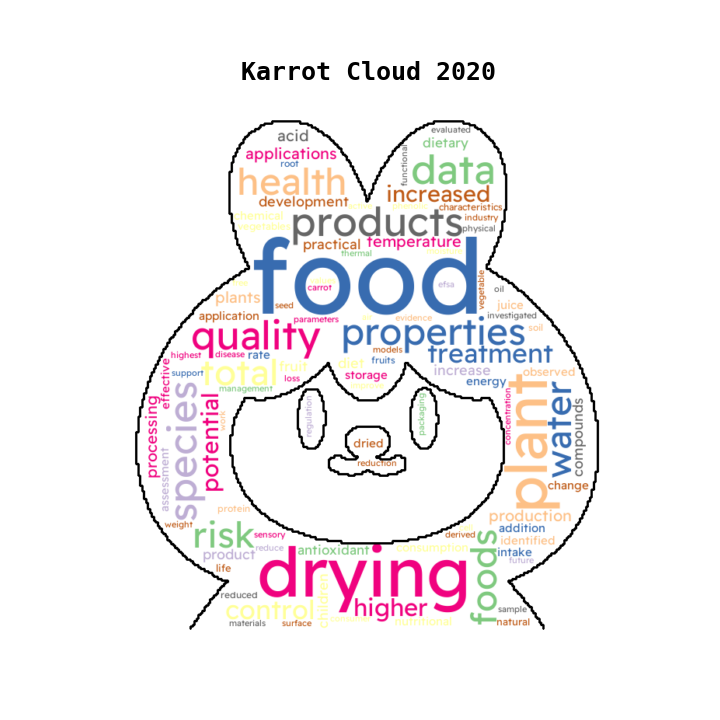 Karrot Cloud 2020
acid
evaluated
applications
dietary
root
functional
data
health
increased
development
characteristics
industry
chemical
products
vegetables
physical
practical
temperature
thermal
food
efsa
vegetable
oil
carrot
plants
seed
juice
application
parameters
evidence
investigated
soil
quality
properties
models
treatment
highest
disease
rate
fruits
support
total
fruit
diet
increase
observed
loss
storage
energy
effective
management
species
potential
processing
assessment
regulation
packaging
concentration
plant
water
compounds
dried
reduction
change
weight
protein
production
risk
sensory
derived
addition
identified
product
reduce
antioxidant
consumption
foods
intake
future
life
drying
reduced
control
children
higher
sample
materials
surface
nutritional
natural